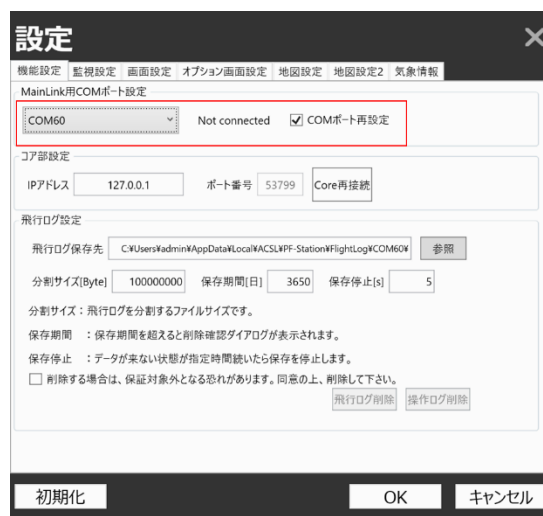 設定
機能設定 監視設定 画面設定 オプション画面設定 地図設定 地図設定2 気象情報
MainLink用COMポート設定
COM60 Not connected COMポート再設定
コア部設定
IPアドレス 127.0.0.1 ポート番号 53799 Core再接続
飛行ログ設定
飛行ログ保存先 C:¥Users¥admin¥AppData¥Local¥ACSL¥PF-Station¥FlightLog¥COM60¥ 参照
分割サイズ[Byte] 100000000 保存期間[日] 3650 保存停止[s] 5
分割サイズ：飛行ログを分割するファイルサイズです。
保存期間 ：保存期間を超えると削除確認ダイアログが表示されます。
保存停止 ：データが来ない状態が指定時間続いたら保存を停止します。
削除する場合は、保証対象外となる恐れがあります。同意の上、削除して下さい。
飛行ログ削除 操作ログ削除
初期化 OK キャンセル